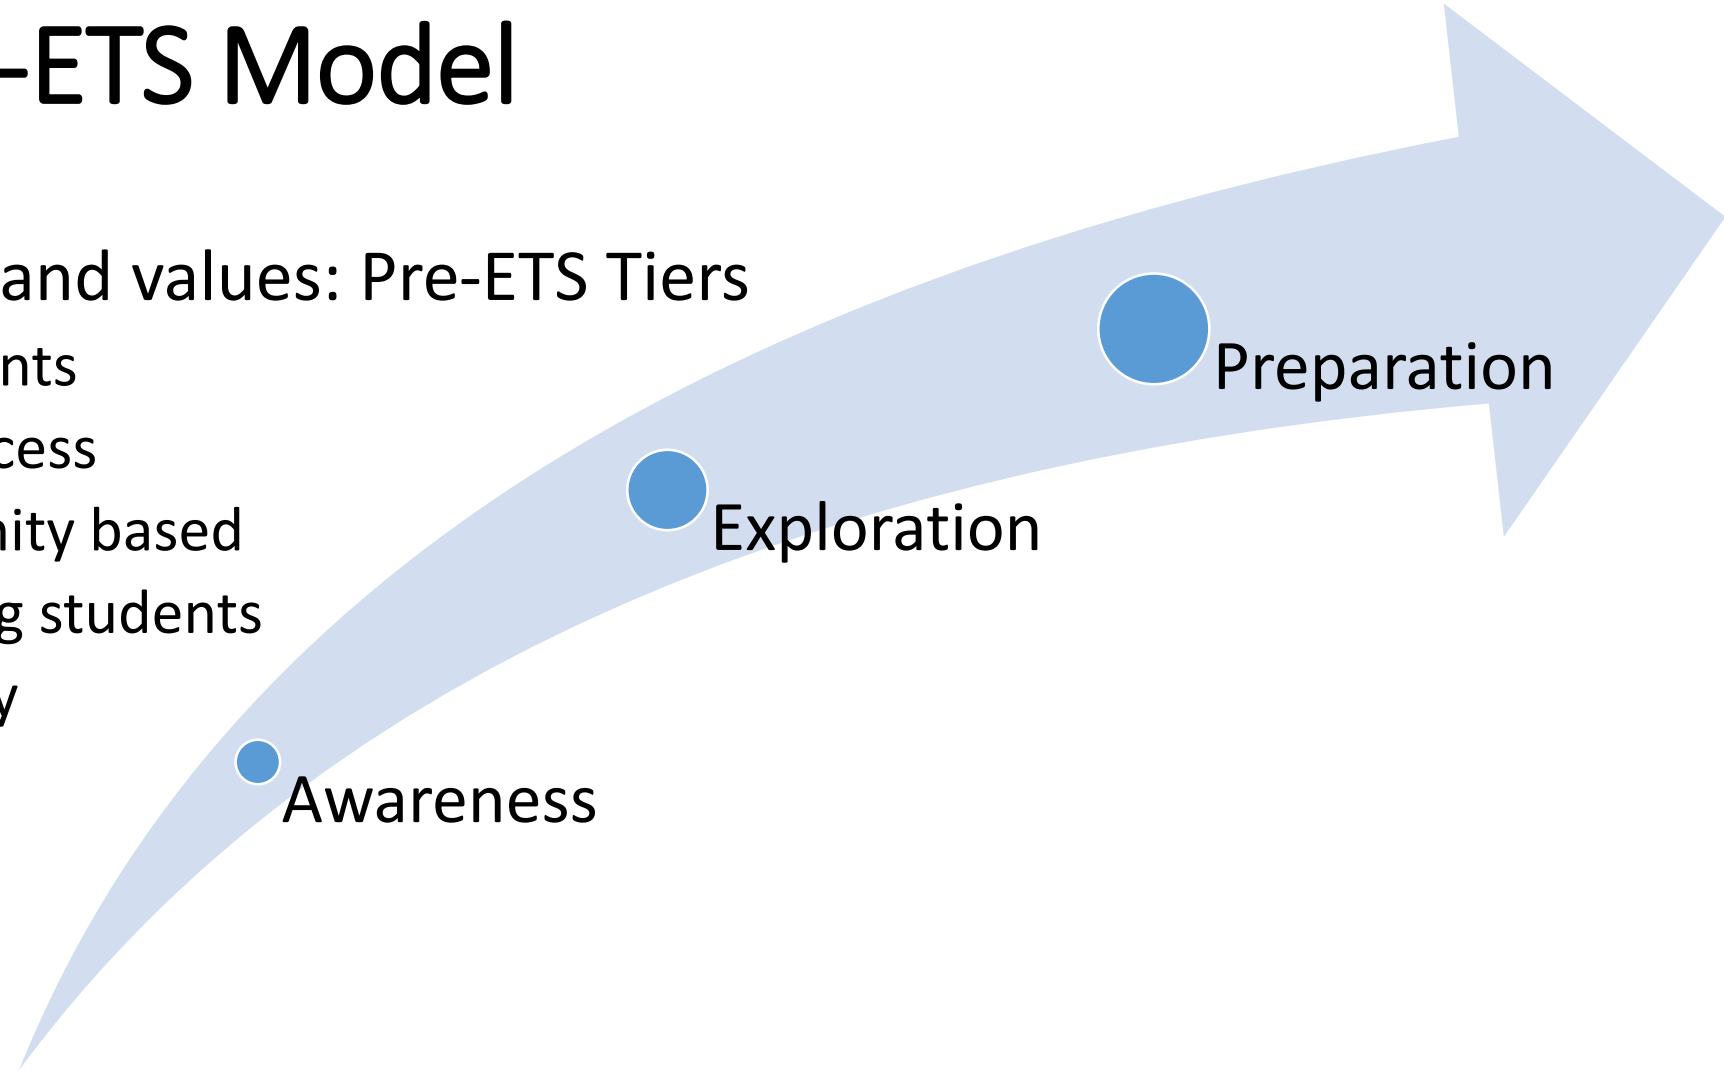 -ETS Model
and values: Pre-ETS Tiers
nts
cess
nity based
g students
y
Preparation
Exploration
Awareness